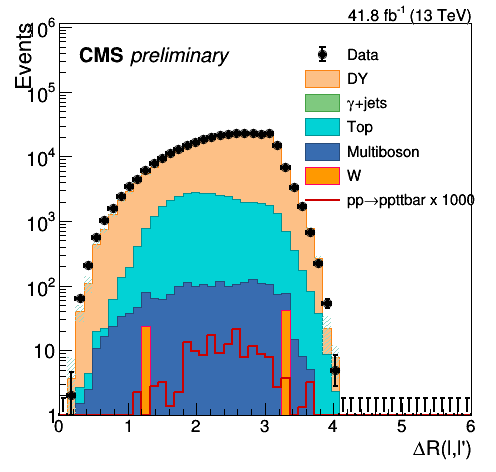 41.8 fb⁻¹ (13 TeV)
Events
CMS preliminary
Data
DY
γ+jets
Top
Multiboson
W
pp→ppttbar x 1000
10⁶
10⁵
10⁴
10³
10²
10
1
0 1 2 3 4 5 6
ΔR(l,l')